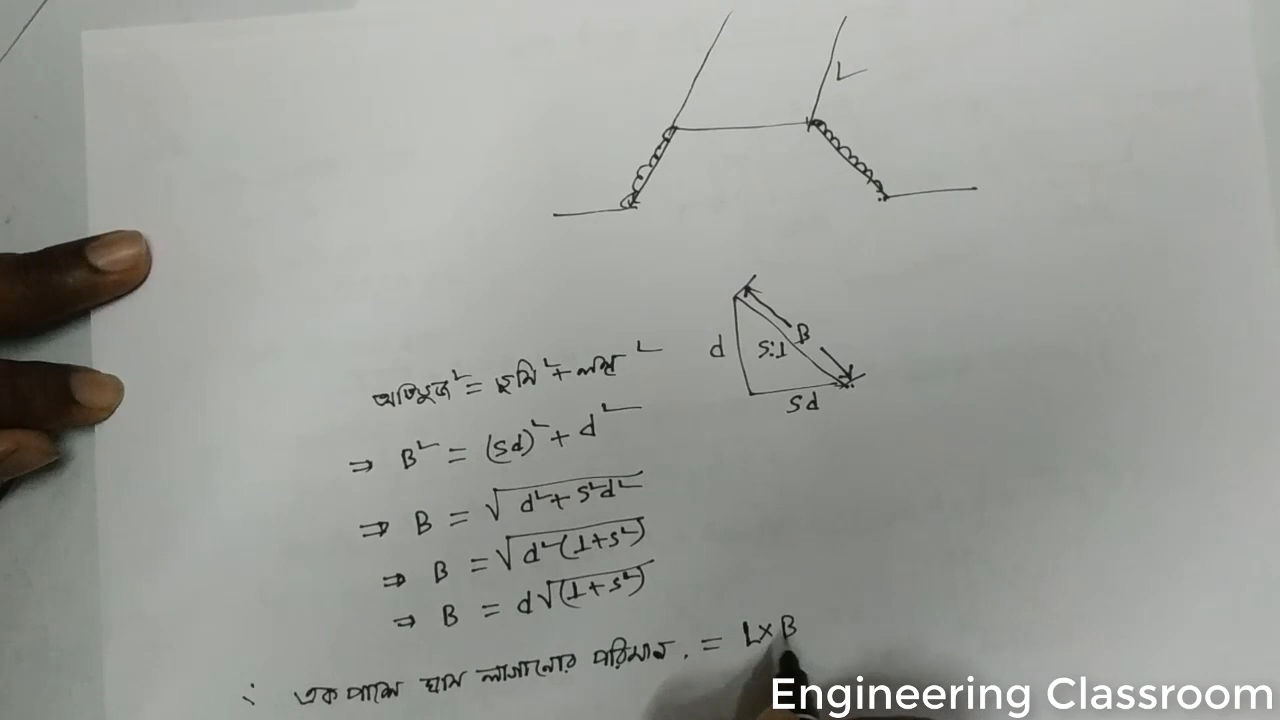 L
d
B
1:S
Sd
অতিভুজ² = ভূমি² + লম্ব²
⇒ B² = (Sd)² + d²
⇒ B = √d² + S²d²
⇒ B = √d²(1+S²)
⇒ B = d√(1+S²)
∴ এক পাশে ঘাস লাগানোর পরিমান. = L×B
Engineering Classroom